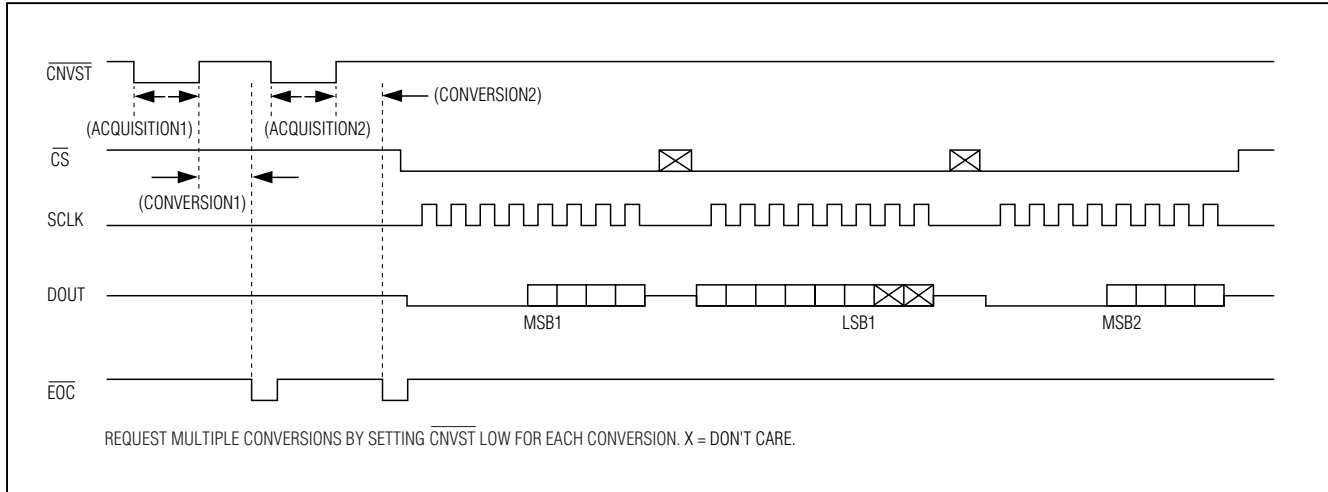 CNVST
(CONVERSION2)
(ACQUISITION1)
(ACQUISITION2)
CS
(CONVERSION1)
SCLK
DOUT
MSB1
LSB1
MSB2
EOC
REQUEST MULTIPLE CONVERSIONS BY SETTING CNVST LOW FOR EACH CONVERSION. X = DON'T CARE.